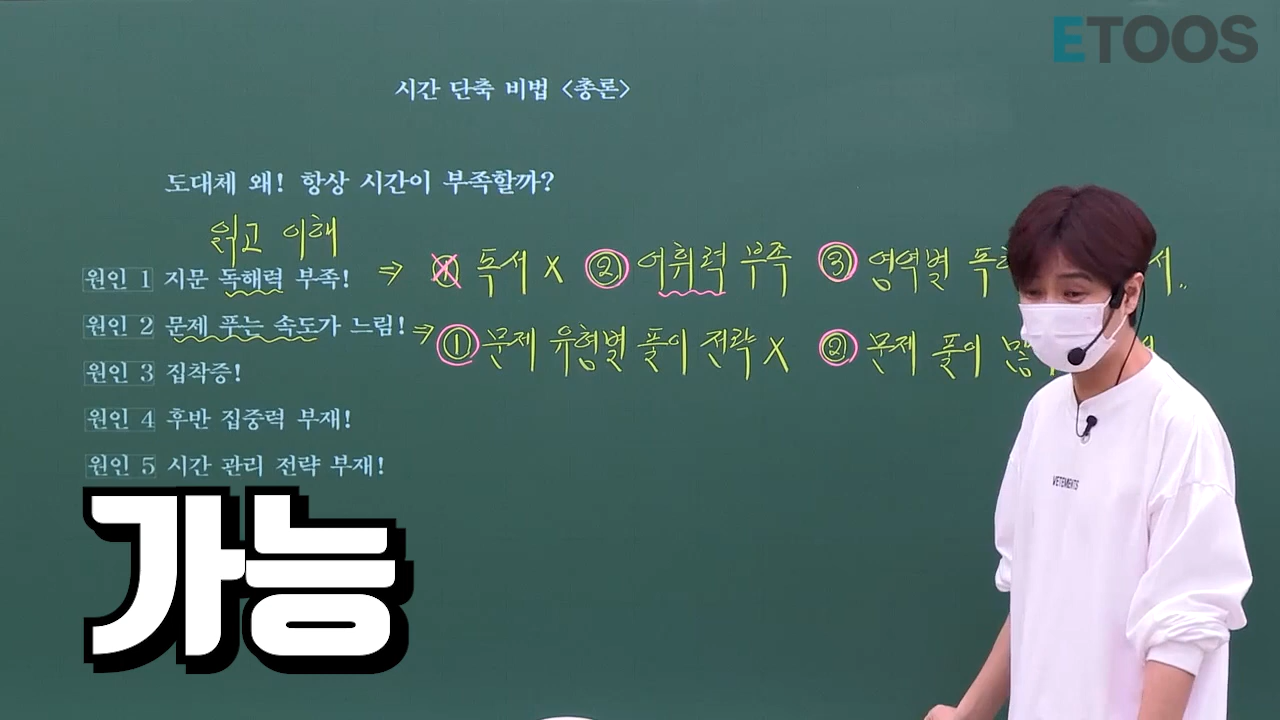 ETOOS
시간 단축 비법 <총론>
도대체 왜! 항상 시간이 부족할까?
읽고 이해
원인 1 지문 독해력 부족! ⇒ ① 독서 X ② 어휘력 부족 ③ 영역별 독
원인 2 문제 푸는 속도가 느림! ⇒ ① 문제 유형별 풀이 전략 X ② 문제 풀이
원인 3 집착증!
원인 4 후반 집중력 부재!
원인 5 시간 관리 전략 부재!
가능
VETEMENTS